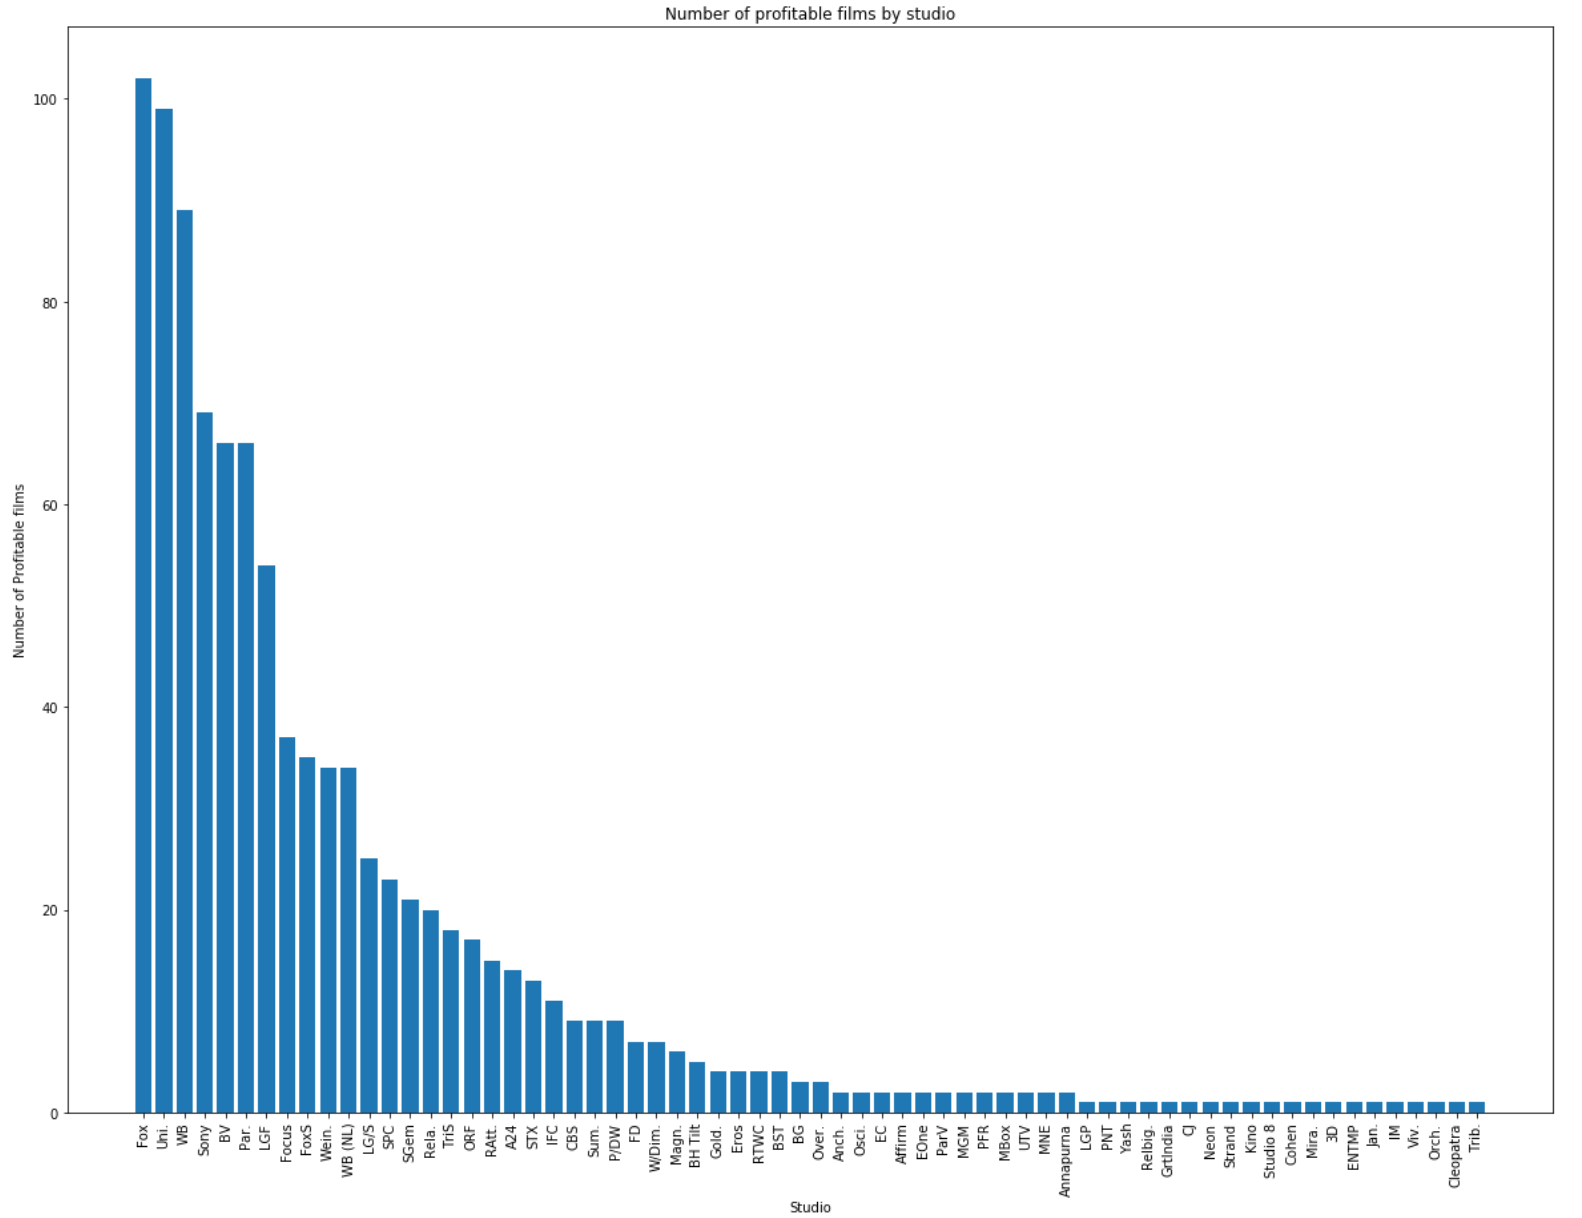 Number of profitable films by studio
100
80
60
40
20
0
Number of Profitable films
Fox
Uni.
WB
Sony
BV
Par.
LGF
Focus
FoxS
Wein.
WB (NL)
LG/S
SPC
SGem
Rela.
TriS
ORF
RAtt.
A24
STX
IFC
CBS
Sum.
P/DW
FD
W/Dim.
Magn.
BH Tilt
Gold.
Eros
RTWC
BST
BG
Over.
Anch.
Osci.
EC
Affirm
EOne
ParV
MGM
PFR
MBox
UTV
MNE
Annapurna
LGP
PNT
Yash
Relbig.
GrtIndia
CJ
Neon
Strand
Kino
Studio 8
Cohen
Mira.
3D
ENTMP
Jan.
IM
Viv.
Orch.
Cleopatra
Trib.
Studio